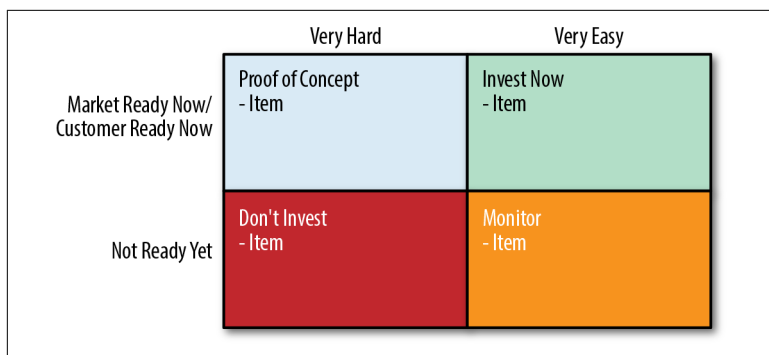 Very Hard
Very Easy
Market Ready Now/
Customer Ready Now
Proof of Concept
- Item
Invest Now
- Item
Not Ready Yet
Don't Invest
- Item
Monitor
- Item